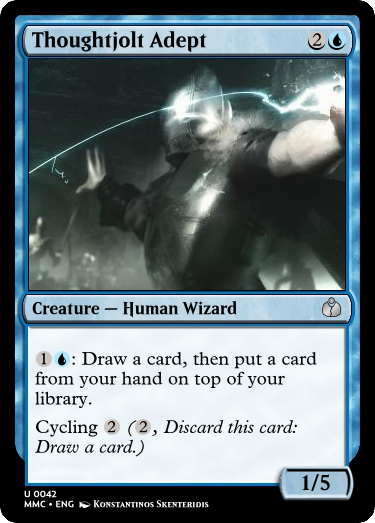 Thoughtjolt Adept 2
1: Draw a card, then put a card
from your hand on top of your
library.
Cycling 2 (2, Discard this card:
Draw a card.)
Creature — Human Wizard
1/5
U 0042
MMC • ENG Konstantinos Skenteridis